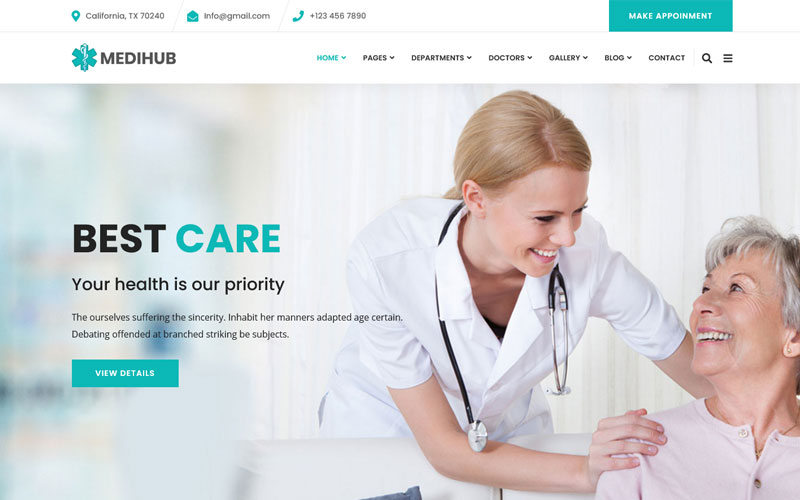 California, TX 70240
Info@gmail.com
+123 456 7890
MAKE APPOINMENT
MEDIHUB
HOME
PAGES
DEPARTMENTS
DOCTORS
GALLERY
BLOG
CONTACT
BEST CARE
Your health is our priority
The ourselves suffering the sincerity. Inhabit her manners adapted age certain.
Debating offended at branched striking be subjects.
VIEW DETAILS